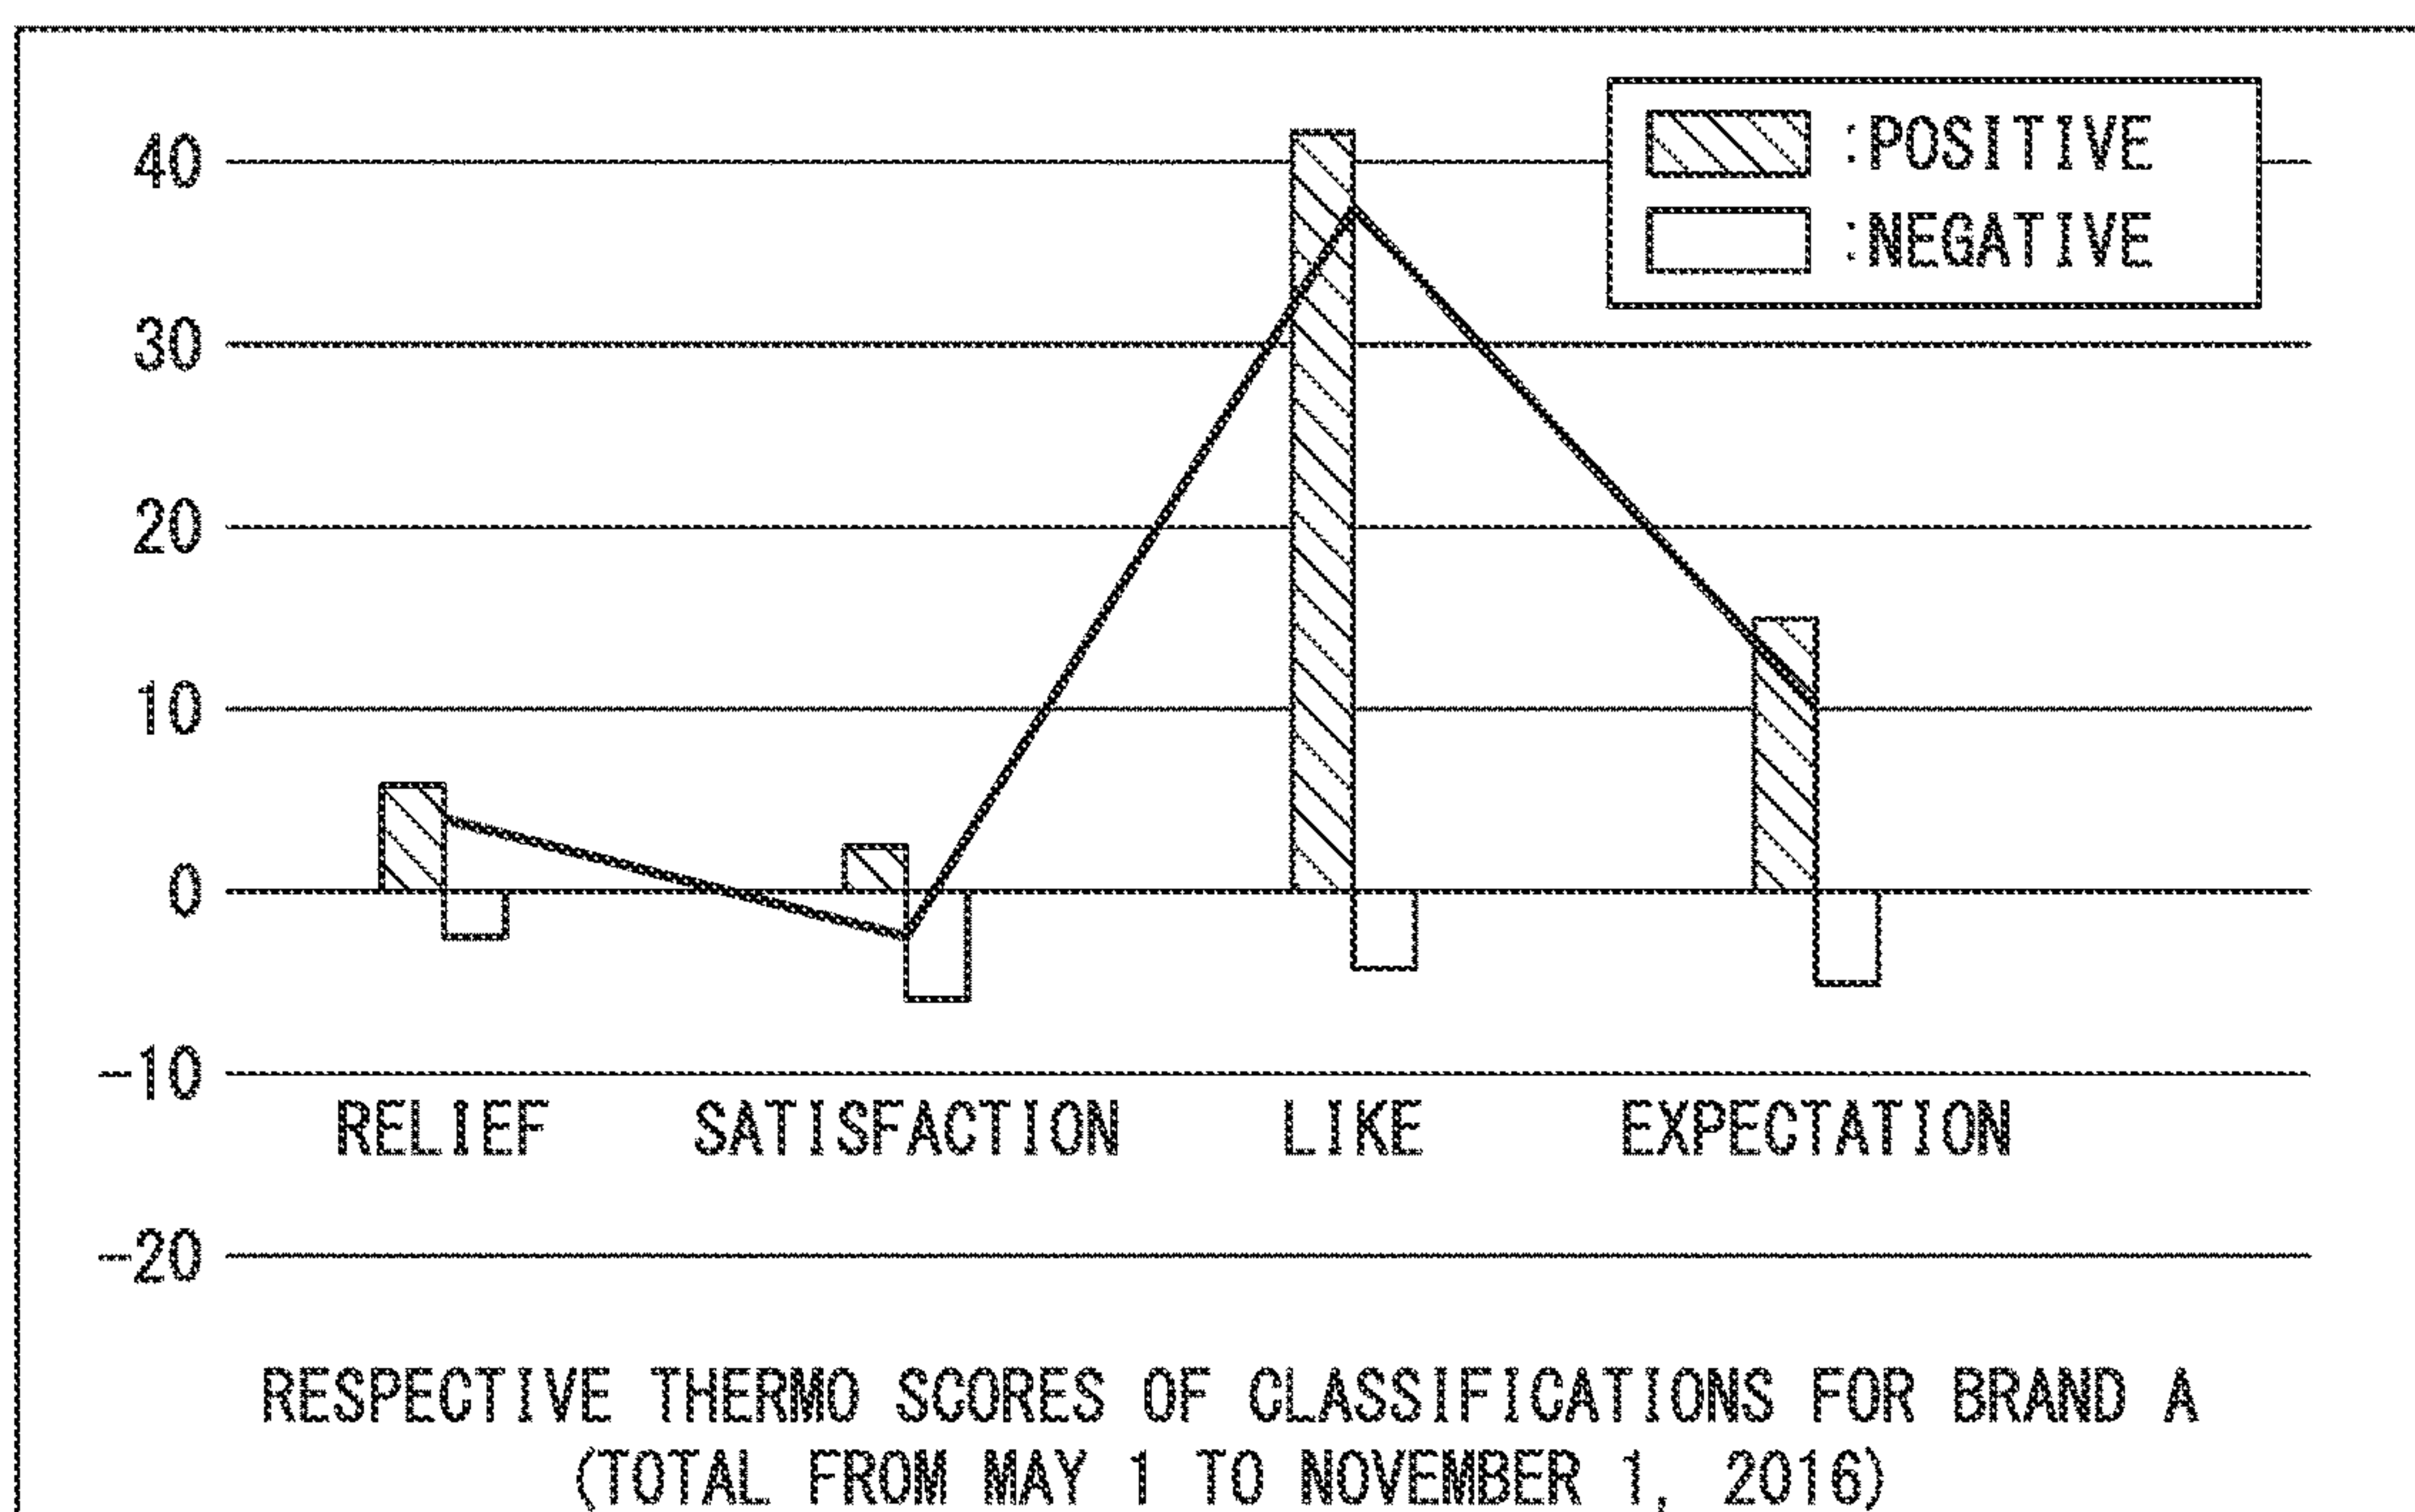 40
:POSITIVE
:NEGATIVE
30
20
10
0
-10
RELIEF SATISFACTION LIKE EXPECTATION
-20
RESPECTIVE THERMO SCORES OF CLASSIFICATIONS FOR BRAND A
(TOTAL FROM MAY 1 TO NOVEMBER 1, 2016)